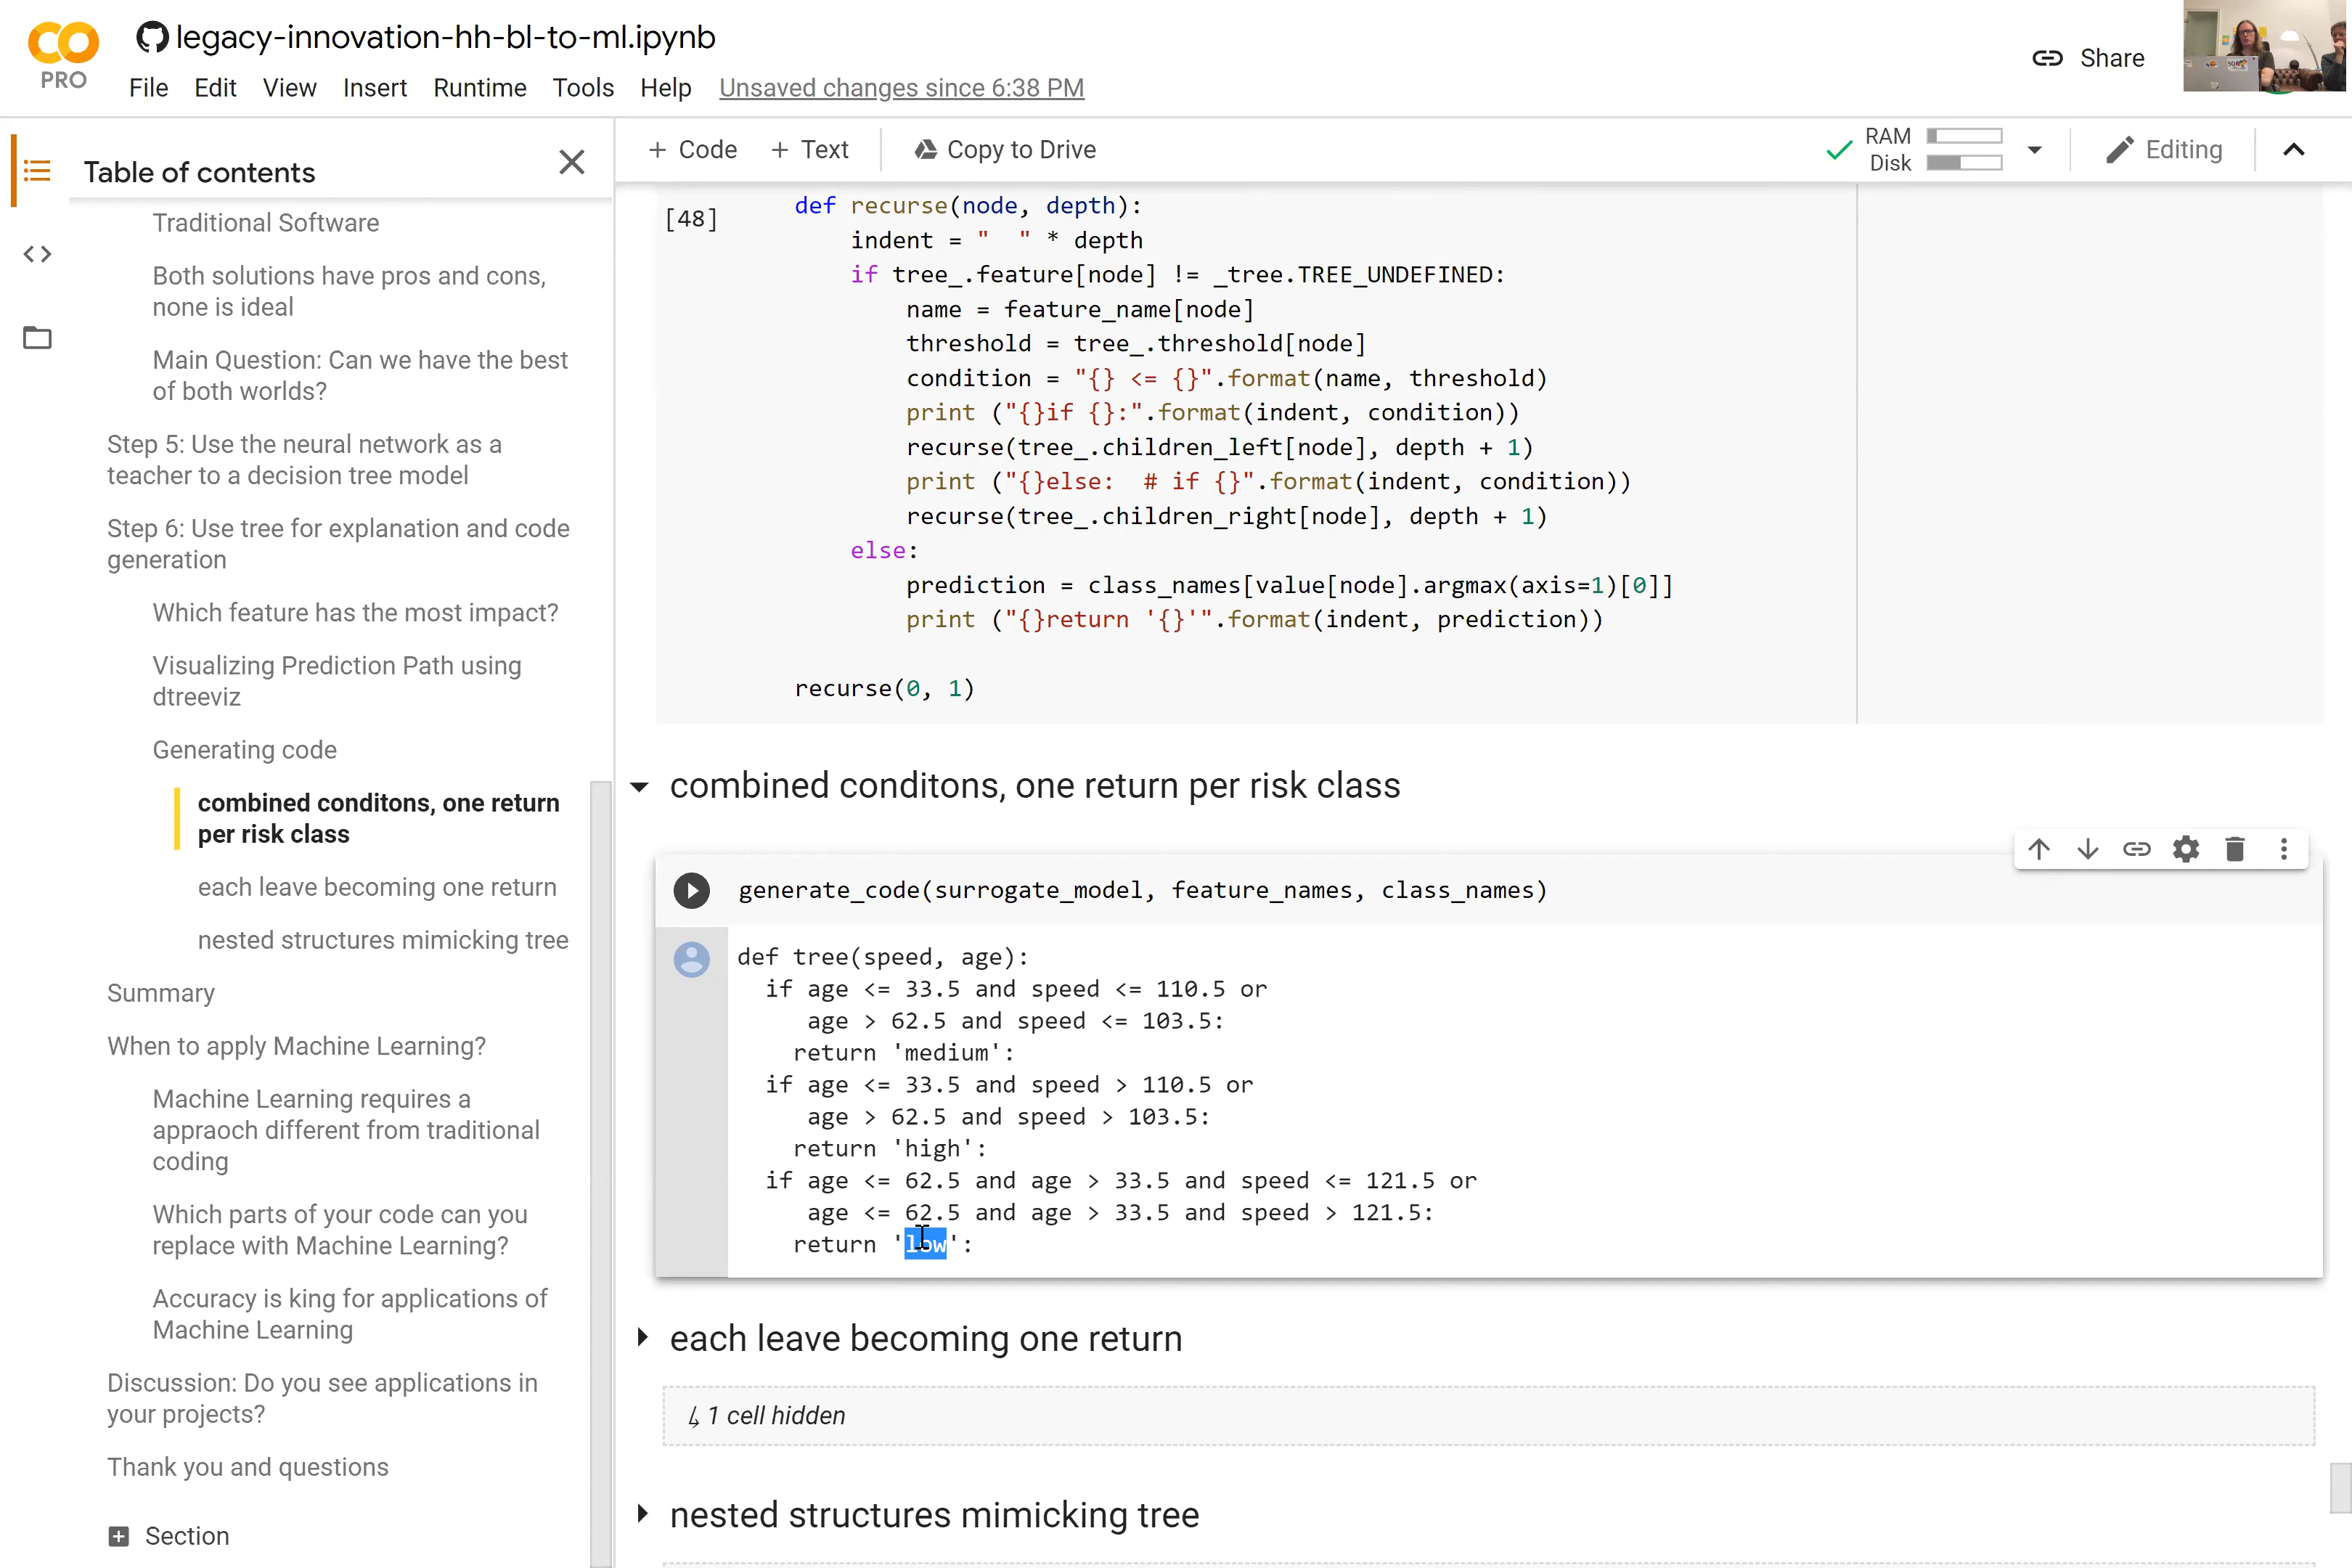 legacy-innovation-hh-bl-to-ml.ipynb
PRO
File Edit View Insert Runtime Tools Help Unsaved changes since 6:38 PM
Share
Table of contents
+ Code + Text Copy to Drive
RAM
Disk
Editing
Traditional Software
Both solutions have pros and cons,
none is ideal
Main Question: Can we have the best
of both worlds?
Step 5: Use the neural network as a
teacher to a decision tree model
Step 6: Use tree for explanation and code
generation
Which feature has the most impact?
Visualizing Prediction Path using
dtreeviz
Generating code
combined conditons, one return
per risk class
each leave becoming one return
nested structures mimicking tree
Summary
When to apply Machine Learning?
Machine Learning requires a
appraoch different from traditional
coding
Which parts of your code can you
replace with Machine Learning?
Accuracy is king for applications of
Machine Learning
Discussion: Do you see applications in
your projects?
Thank you and questions
Section
[48]
def recurse(node, depth):
indent = "  " * depth
if tree_.feature[node] != _tree.TREE_UNDEFINED:
name = feature_name[node]
threshold = tree_.threshold[node]
condition = "{} <= {}".format(name, threshold)
print ("{}if {}:".format(indent, condition))
recurse(tree_.children_left[node], depth + 1)
print ("{}else:  # if {}".format(indent, condition))
recurse(tree_.children_right[node], depth + 1)
else:
prediction = class_names[value[node].argmax(axis=1)[0]]
print ("{}return '{}'".format(indent, prediction))
recurse(0, 1)
combined conditons, one return per risk class
generate_code(surrogate_model, feature_names, class_names)
def tree(speed, age):
if age <= 33.5 and speed <= 110.5 or
age > 62.5 and speed <= 103.5:
return 'medium':
if age <= 33.5 and speed > 110.5 or
age > 62.5 and speed > 103.5:
return 'high':
if age <= 62.5 and age > 33.5 and speed <= 121.5 or
age <= 62.5 and age > 33.5 and speed > 121.5:
return 'low':
each leave becoming one return
1 cell hidden
nested structures mimicking tree